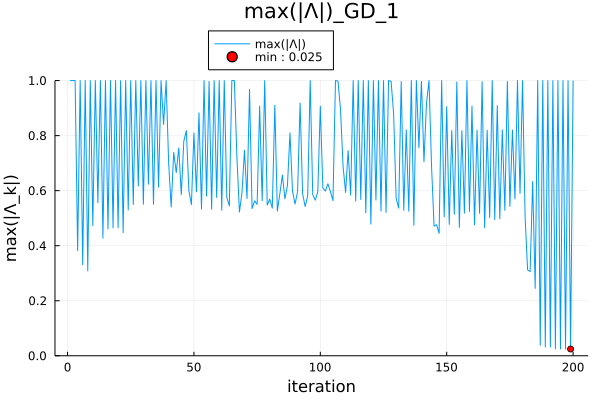 max(|Λ|)_GD_1
max(|Λ|)
min : 0.025
1.0
0.8
0.6
0.4
0.2
0.0
max(|Λ_k|)
0 50 100 150 200
iteration